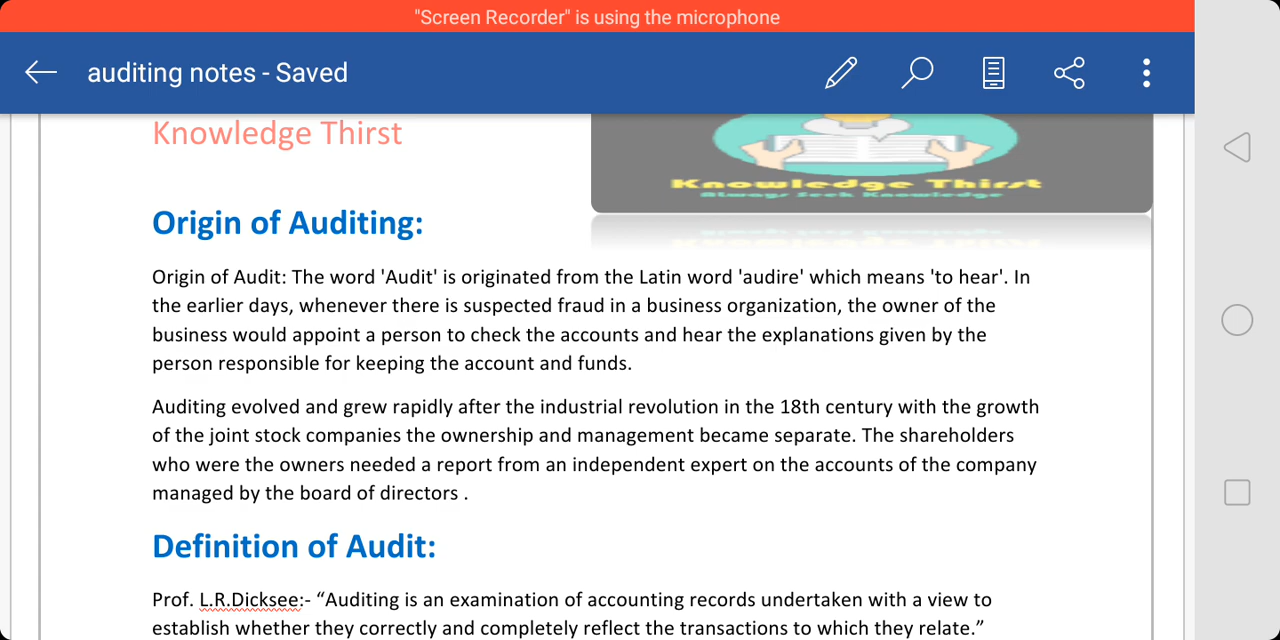 "Screen Recorder" is using the microphone
auditing notes - Saved
Knowledge Thirst
Knowledge Thirst
Always Seek Knowledge
Origin of Auditing:
Origin of Audit: The word 'Audit' is originated from the Latin word 'audire' which means 'to hear'. In
the earlier days, whenever there is suspected fraud in a business organization, the owner of the
business would appoint a person to check the accounts and hear the explanations given by the
person responsible for keeping the account and funds.
Auditing evolved and grew rapidly after the industrial revolution in the 18th century with the growth
of the joint stock companies the ownership and management became separate. The shareholders
who were the owners needed a report from an independent expert on the accounts of the company
managed by the board of directors .
Definition of Audit:
Prof. L.R.Dicksee:- “Auditing is an examination of accounting records undertaken with a view to
establish whether they correctly and completely reflect the transactions to which they relate.”